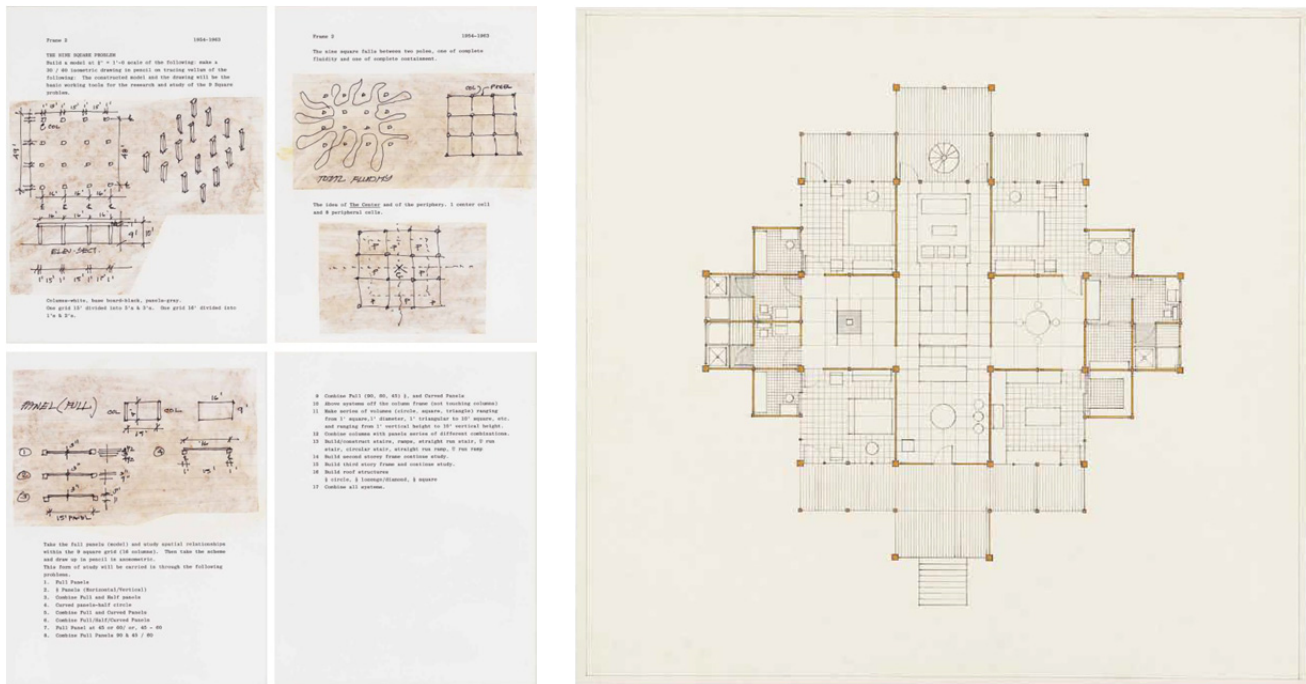 Frame 2 1954-1963
THE NINE SQUARE PROBLEM
Build a model at ½" = 1'-0 scale of the following: make a
30 / 60 isometric drawing in pencil on tracing vellum of the
following: The constructed model and the drawing will be the
basic working tools for the research and study of the 9 Square
problem.
COL
16' 16' 16'
ELEV-SECT.
Columns-white, base board-black, panels-gray.
One grid 15' divided into 5's & 3's. One grid 16' divided into
1's & 2's.
Frame 3 1954-1963
The nine square falls between two poles, one of complete
fluidity and one of complete containment.
TOTAL FLUIDITY
The idea of The Center and of the periphery. 1 center cell
and 8 peripheral cells.
PANEL (FULL)
COL COL
16'
15' PANEL
Take the full panels (model) and study spatial relationships
within the 9 square grid (16 columns). Then take the scheme
and draw up in pencil in axonometric.
This form of study will be carried in through the following
problems.
1. Full Panels
2. ½ Panels (Horizontal/Vertical)
3. Combine Full and Half panels
4. Curved panels-half circle
5. Combine Full and Curved Panels
6. Combine Full/Half/Curved Panels
7. Full Panel at 45 or 60/ or, 45 - 60
8. Combine Full Panels 90 & 45 / 60
9 Combine Full (90, 60, 45) ½, and Curved Panels
10 Above systems off the column frame (not touching columns)
11 Make series of volumes (circle, square, triangle) ranging
from 1' square, 1' diameter, 1' triangular to 10' square, etc.
and ranging from 1' vertical height to 10' vertical height.
12 Combine columns with panels series of different combinations.
13 Build/construct stairs, ramps, straight run stair, U run
stair, circular stair, straight run ramp, U run ramp
14 Build second storey frame continue study.
15 Build third story frame and continue study.
16 Build roof structures
½ circle, ½ lozenge/diamond, ½ square
17 Combine all systems.